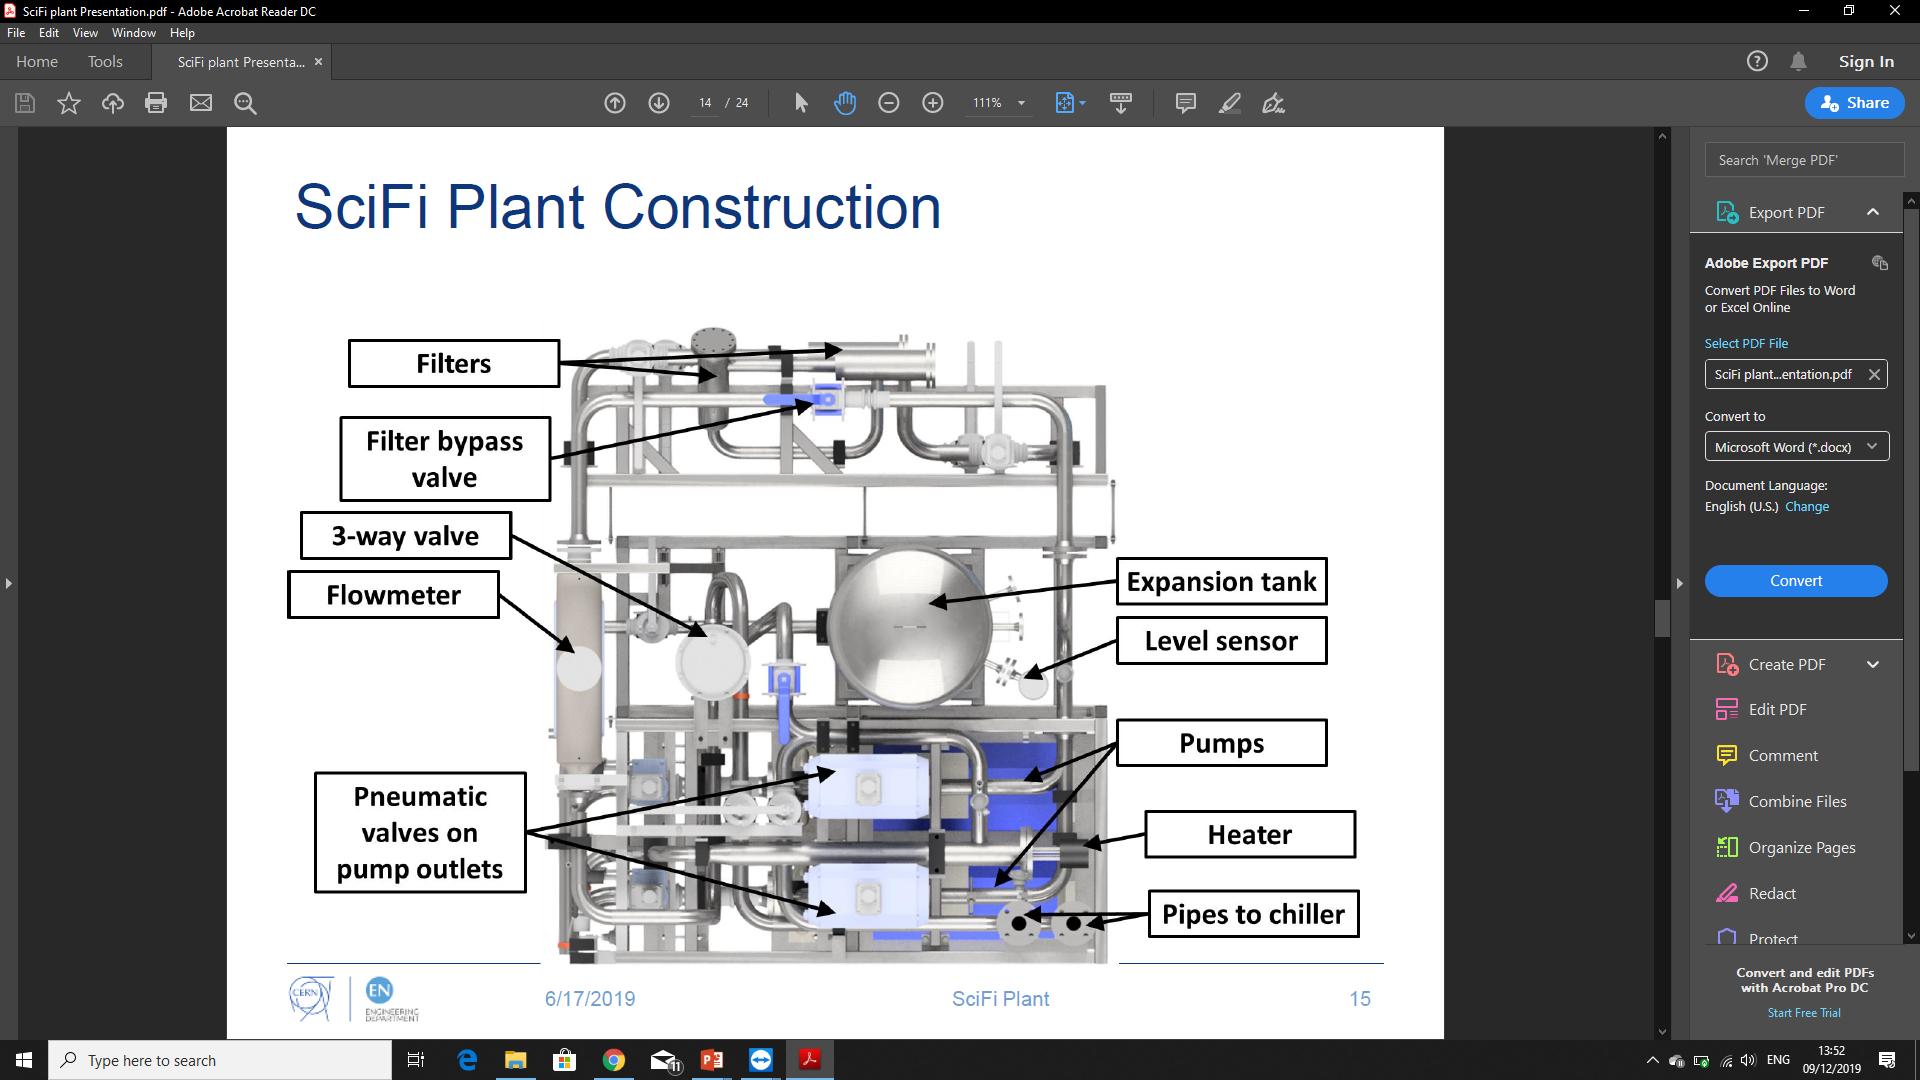 SciFi plant Presentation.pdf - Adobe Acrobat Reader DC
File Edit View Window Help
Home Tools SciFi plant Presenta... × Sign In
14 / 24 111% Share
SciFi Plant Construction
Filters
Filter bypass
valve
3-way valve
Flowmeter
Expansion tank
Level sensor
Pumps
Pneumatic
valves on
pump outlets
Heater
Pipes to chiller
CERN EN
ENGINEERING
DEPARTMENT
6/17/2019 SciFi Plant 15
Search 'Merge PDF'
Export PDF
Adobe Export PDF
Convert PDF Files to Word
or Excel Online
Select PDF File
SciFi plant...entation.pdf
Convert to
Microsoft Word (*.docx)
Document Language:
English (U.S.) Change
Convert
Create PDF
Edit PDF
Comment
Combine Files
Organize Pages
Redact
Protect
Convert and edit PDFs
with Acrobat Pro DC
Start Free Trial
Type here to search
11
ENG
13:52
09/12/2019